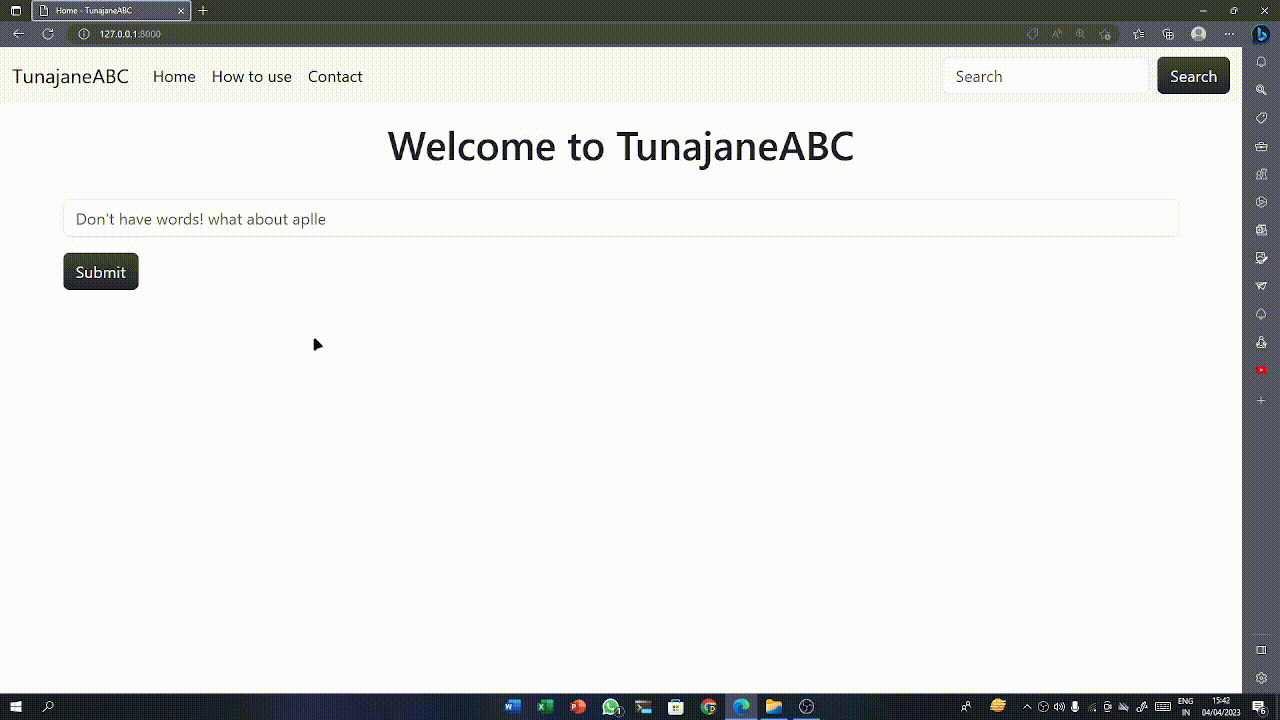 Home - TunajaneABC
127.0.0.1:8000
TunajaneABC Home How to use Contact Search Search
Welcome to TunajaneABC
Don't have words! what about aplle
Submit
ENG 15:42
IN 04/04/2023